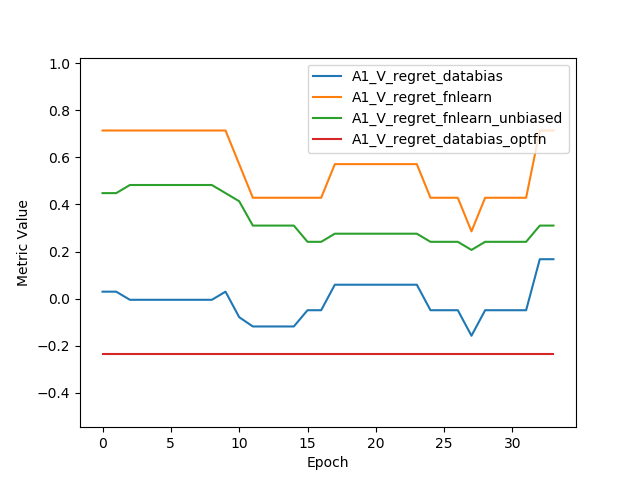 1.0
0.8
0.6
0.4
0.2
0.0
−0.2
−0.4
Metric Value
A1_V_regret_databias
A1_V_regret_fnlearn
A1_V_regret_fnlearn_unbiased
A1_V_regret_databias_optfn
0 5 10 15 20 25 30
Epoch